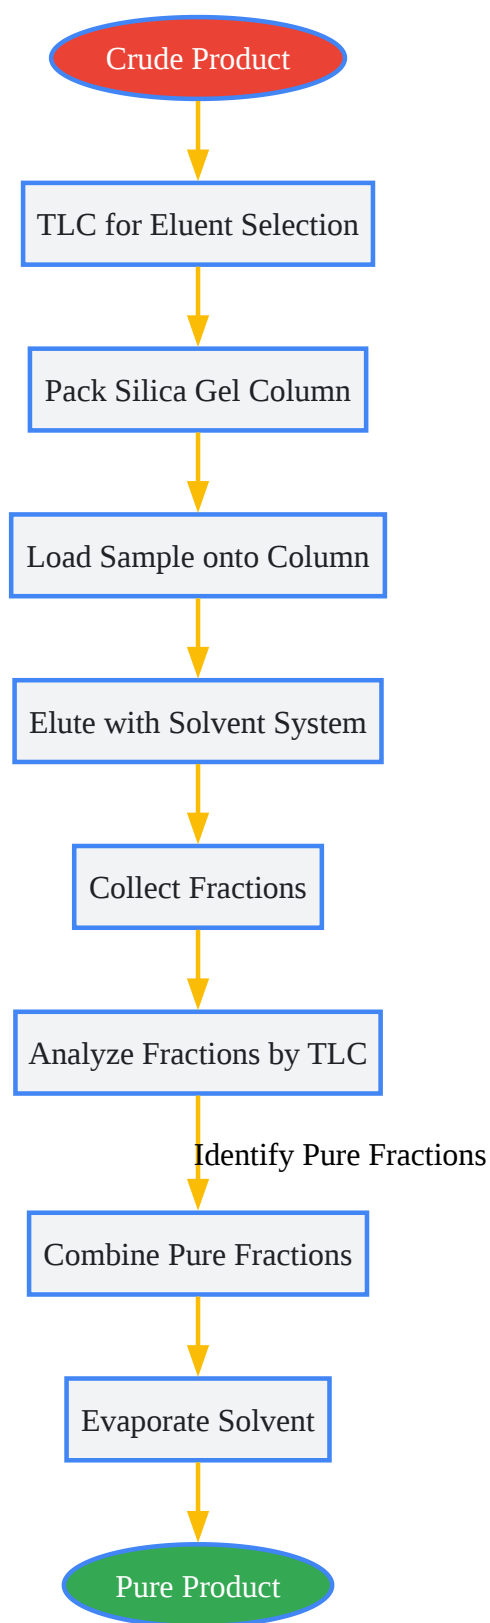 Crude Product
TLC for Eluent Selection
Pack Silica Gel Column
Load Sample onto Column
Elute with Solvent System
Collect Fractions
Analyze Fractions by TLC
Identify Pure Fractions
Combine Pure Fractions
Evaporate Solvent
Pure Product